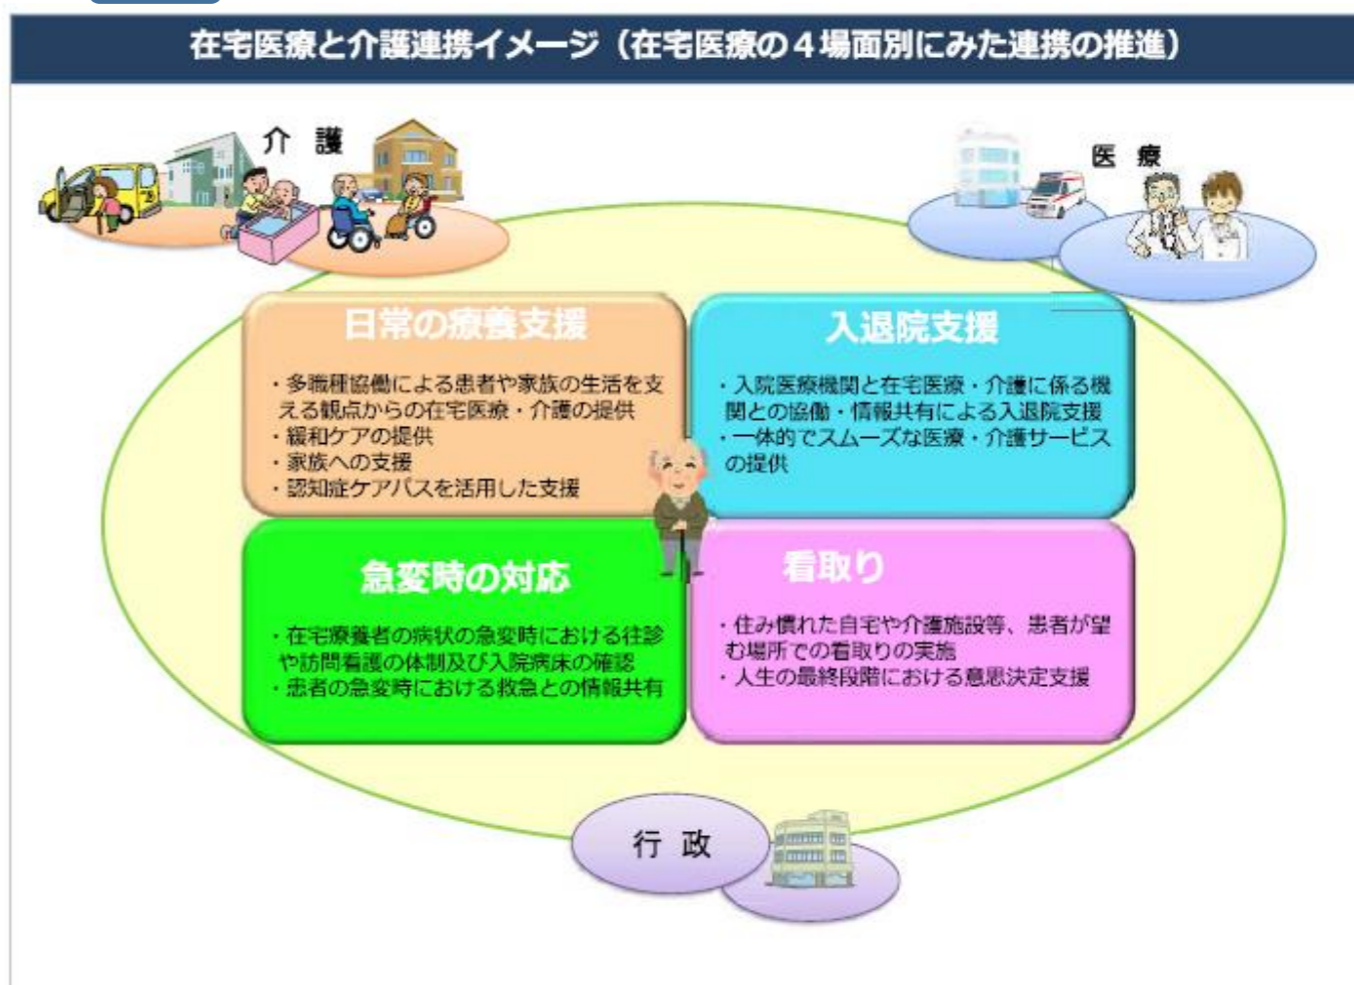 在宅医療と介護連携イメージ（在宅医療の４場面別にみた連携の推進）
介 護
医 療
日常の療養支援
・多職種協働による患者や家族の生活を支
える観点からの在宅医療・介護の提供
・緩和ケアの提供
・家族への支援
・認知症ケアパスを活用した支援
入退院支援
・入院医療機関と在宅医療・介護に係る機
関との協働・情報共有による入退院支援
・一体的でスムーズな医療・介護サービス
の提供
急変時の対応
・在宅療養者の病状の急変時における往診
や訪問看護の体制及び入院病床の確認
・患者の急変時における救急との情報共有
看取り
・住み慣れた自宅や介護施設等、患者が望
む場所での看取りの実施
・人生の最終段階における意思決定支援
行 政